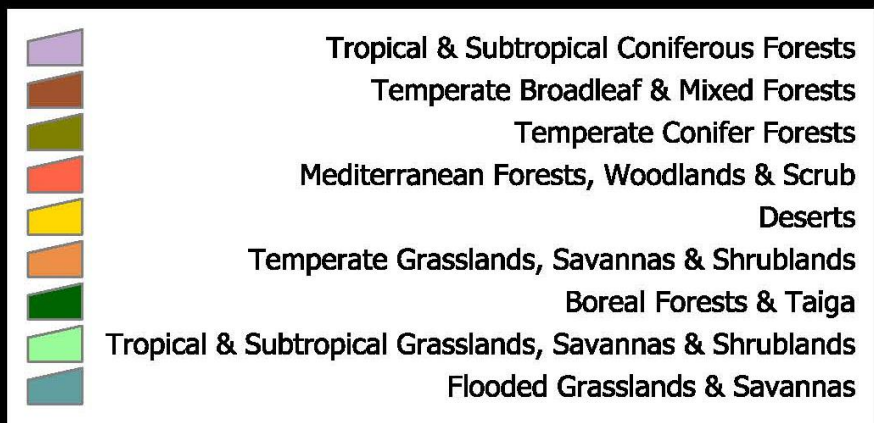 Tropical & Subtropical Coniferous Forests
Temperate Broadleaf & Mixed Forests
Temperate Conifer Forests
Mediterranean Forests, Woodlands & Scrub
Deserts
Temperate Grasslands, Savannas & Shrublands
Boreal Forests & Taiga
Tropical & Subtropical Grasslands, Savannas & Shrublands
Flooded Grasslands & Savannas